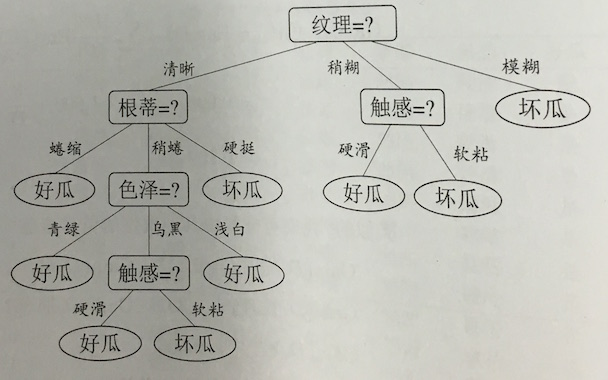 纹理=?
清晰 稍糊 模糊
根蒂=? 触感=? 坏瓜
蜷缩 稍蜷 硬挺 硬滑 软粘
好瓜 色泽=? 坏瓜 好瓜 坏瓜
青绿 乌黑 浅白
好瓜 触感=? 好瓜
硬滑 软粘
好瓜 坏瓜